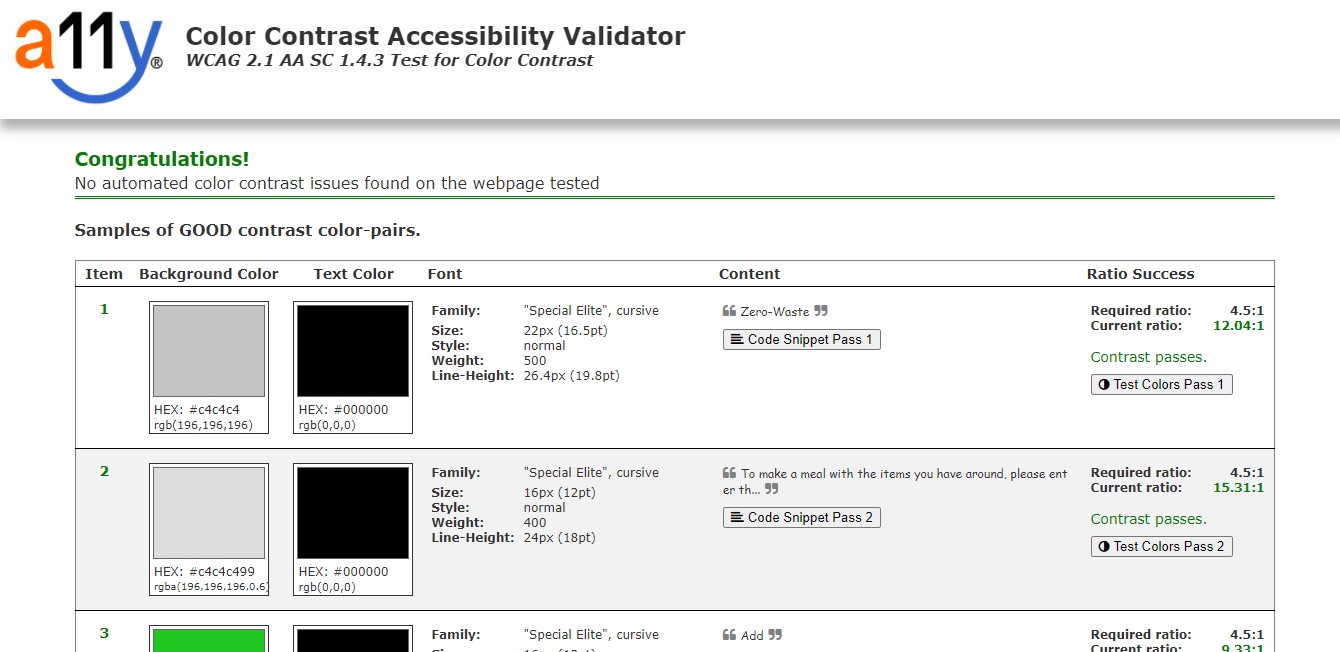 a11y®
Color Contrast Accessibility Validator
WCAG 2.1 AA SC 1.4.3 Test for Color Contrast
Congratulations!
No automated color contrast issues found on the webpage tested
Samples of GOOD contrast color-pairs.
Item Background Color Text Color Font Content Ratio Success
1
HEX: #c4c4c4
rgb(196,196,196)
HEX: #000000
rgb(0,0,0)
Family: "Special Elite", cursive
Size: 22px (16.5pt)
Style: normal
Weight: 500
Line-Height: 26.4px (19.8pt)
❝ Zero-Waste ❞
Code Snippet Pass 1
Required ratio: 4.5:1
Current ratio: 12.04:1
Contrast passes.
Test Colors Pass 1
2
HEX: #c4c4c499
rgba(196,196,196,0.6)
HEX: #000000
rgb(0,0,0)
Family: "Special Elite", cursive
Size: 16px (12pt)
Style: normal
Weight: 400
Line-Height: 24px (18pt)
❝ To make a meal with the items you have around, please ent
er th... ❞
Code Snippet Pass 2
Required ratio: 4.5:1
Current ratio: 15.31:1
Contrast passes.
Test Colors Pass 2
3
Family: "Special Elite", cursive
❝ Add ❞
Required ratio: 4.5:1
Current ratio: 9.33:1